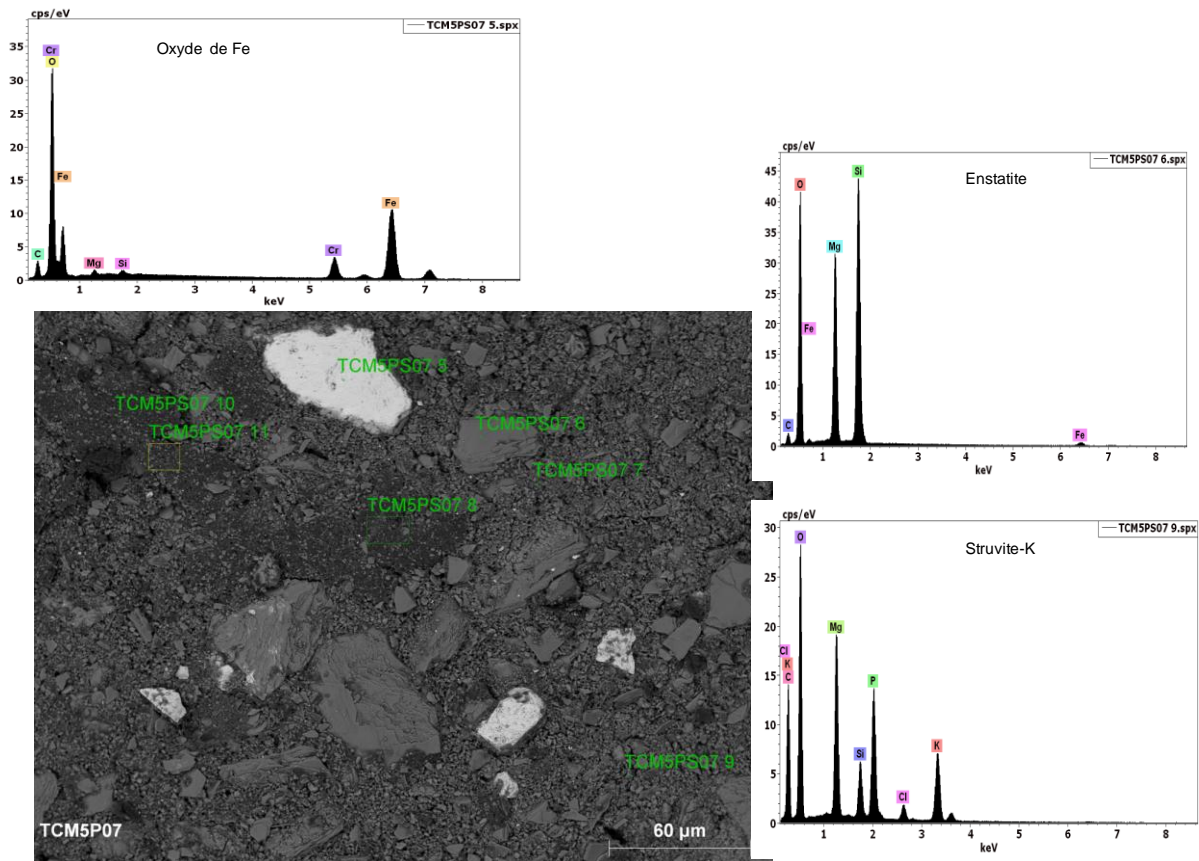 cps/eV
TCM5PS07 5.spx
Oxyde de Fe
35
30
25
20
15
10
5
0
Cr
O
Fe
C
Mg
Si
Cr
Fe
1 2 3 4 5 6 7 8
keV
cps/eV
TCM5PS07 6.spx
Enstatite
45
40
35
30
25
20
15
10
5
0
O
Si
Mg
Fe
C
Fe
1 2 3 4 5 6 7 8
keV
TCM5PS07 5
TCM5PS07 10
TCM5PS07 11
TCM5PS07 6
TCM5PS07 7
TCM5PS07 8
TCM5PS07 9
TCM5P07
60 µm
cps/eV
TCM5PS07 9.spx
Struvite-K
30
25
20
15
10
5
0
O
Mg
Cl
K
C
P
Si
Cl
K
1 2 3 4 5 6 7 8
keV